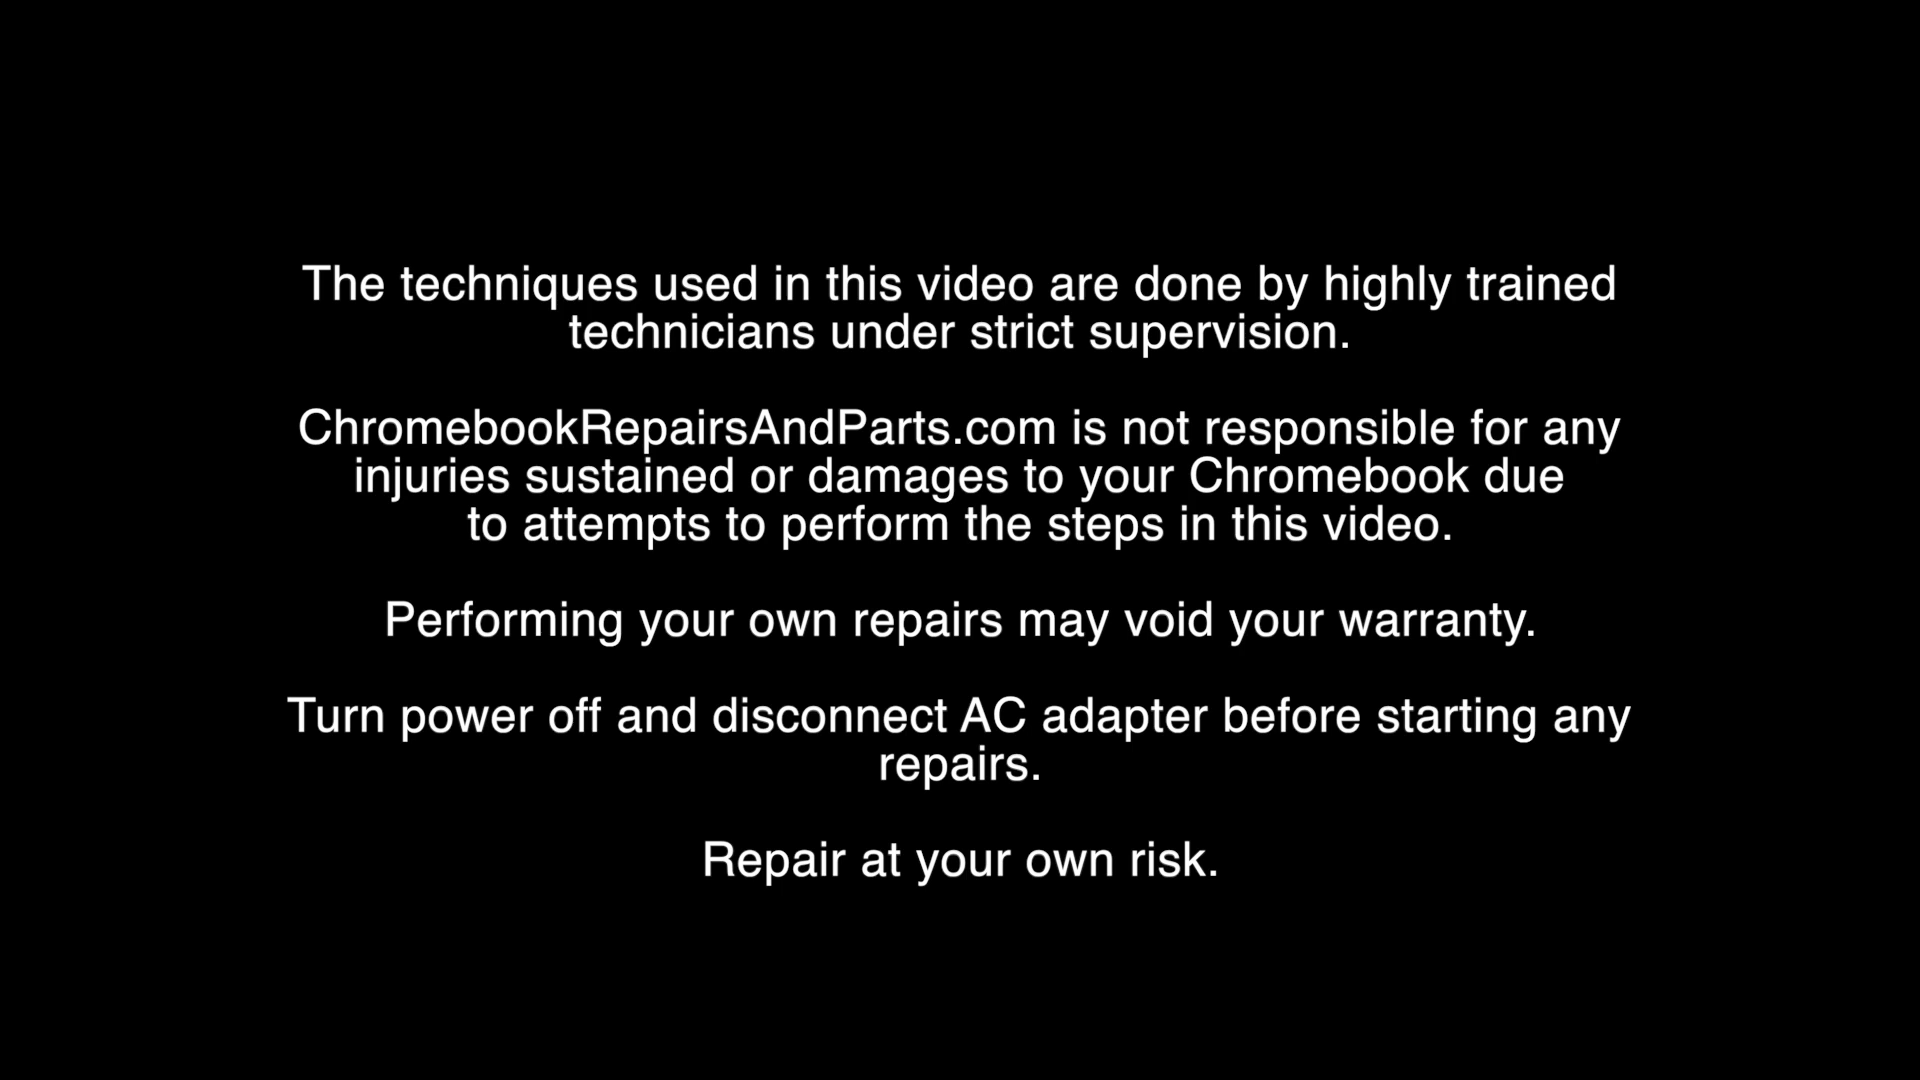 The techniques used in this video are done by highly trained
technicians under strict supervision.
ChromebookRepairsAndParts.com is not responsible for any
injuries sustained or damages to your Chromebook due
to attempts to perform the steps in this video.
Performing your own repairs may void your warranty.
Turn power off and disconnect AC adapter before starting any
repairs.
Repair at your own risk.